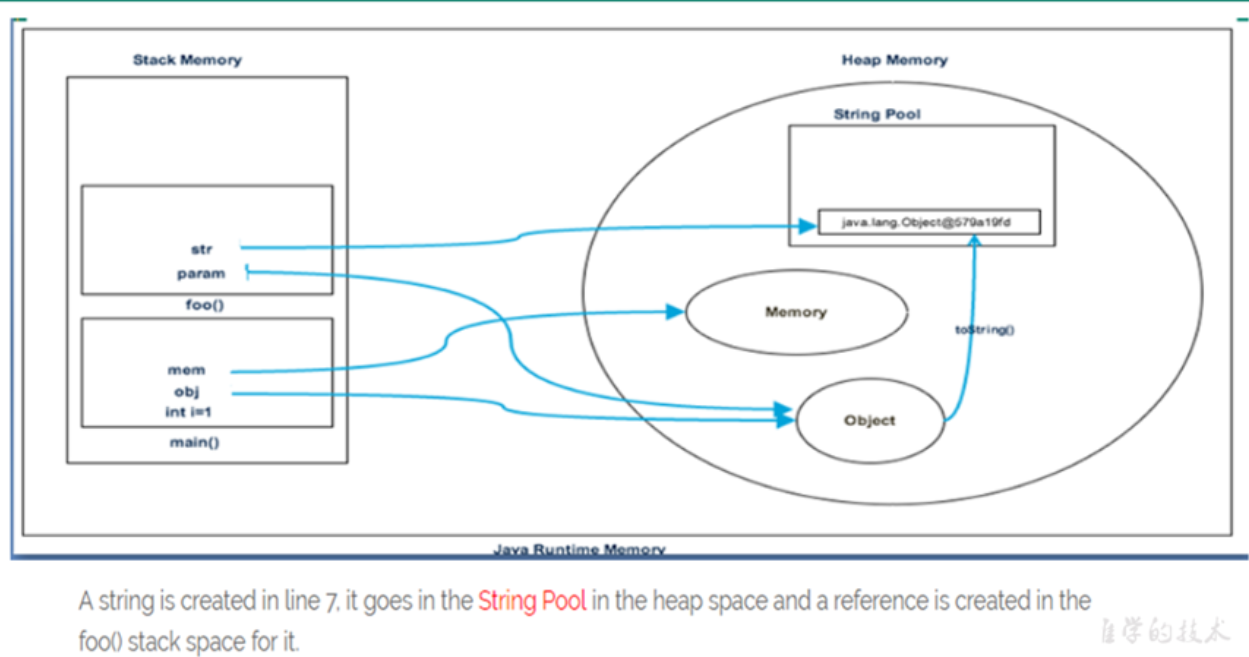 Stack Memory
Heap Memory
String Pool
java.lang.Object@579a19fd
str
param
foo()
Memory
toString()
mem
obj
int i=1
main()
Object
Java Runtime Memory
A string is created in line 7, it goes in the String Pool in the heap space and a reference is created in the
foo() stack space for it.
自学的技术